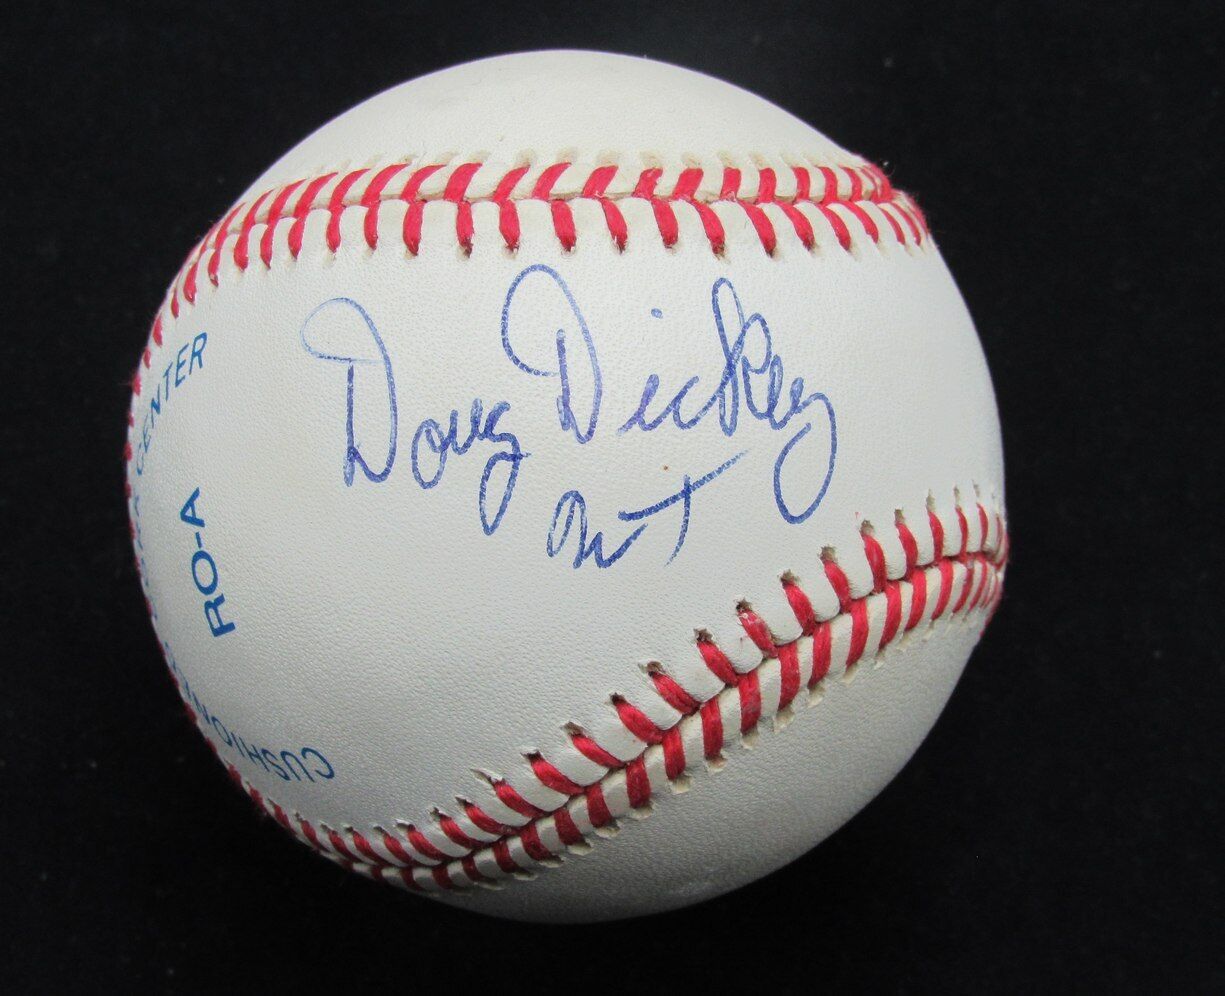 Doug Dickey
CENTER
RO-A
CUSHIONED